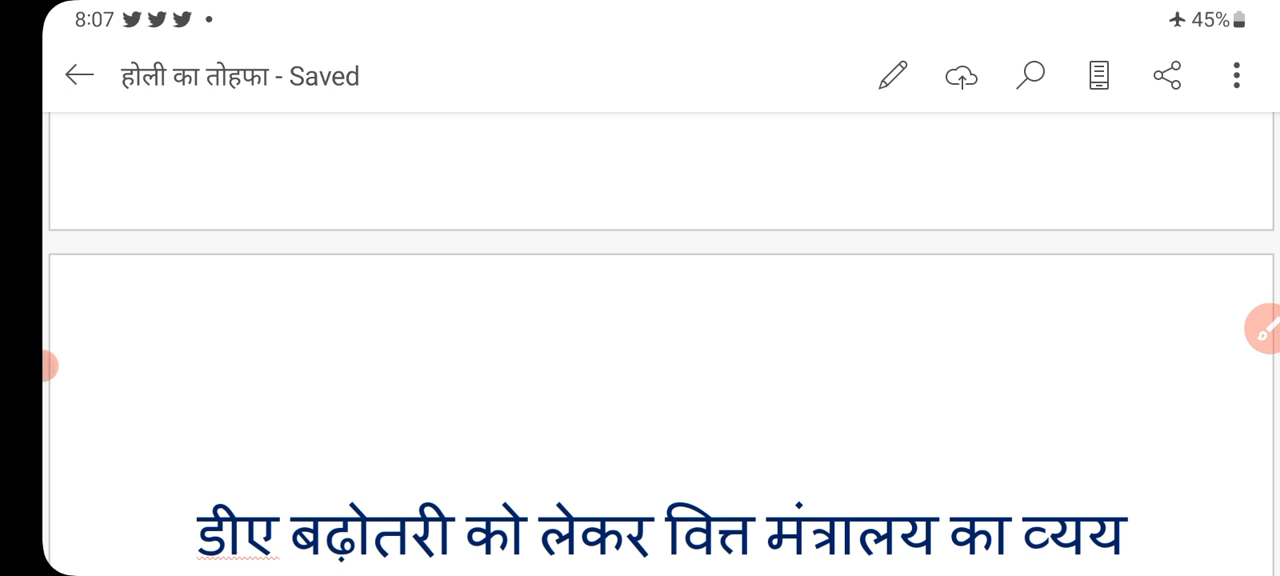 8:07
45%
होली का तोहफा - Saved
डीए बढ़ोतरी को लेकर वित्त मंत्रालय का व्यय